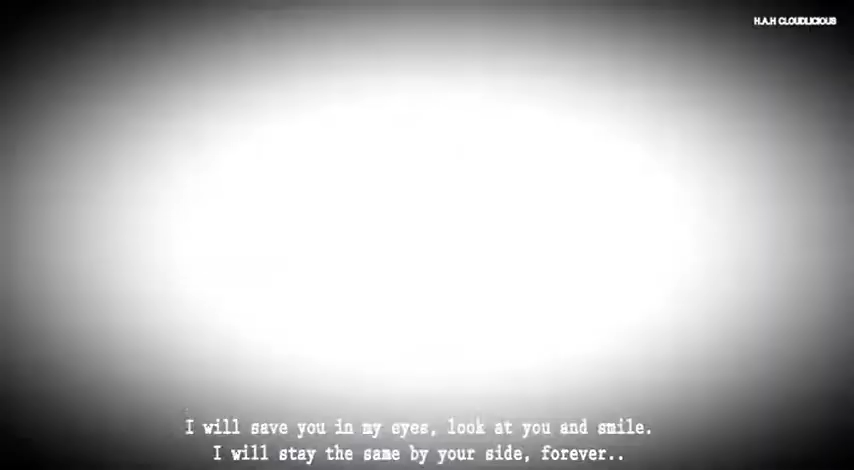 H.A.H CLOUDLICIOUS
I will save you in my eyes, look at you and smile.
I will stay the same by your side, forever..